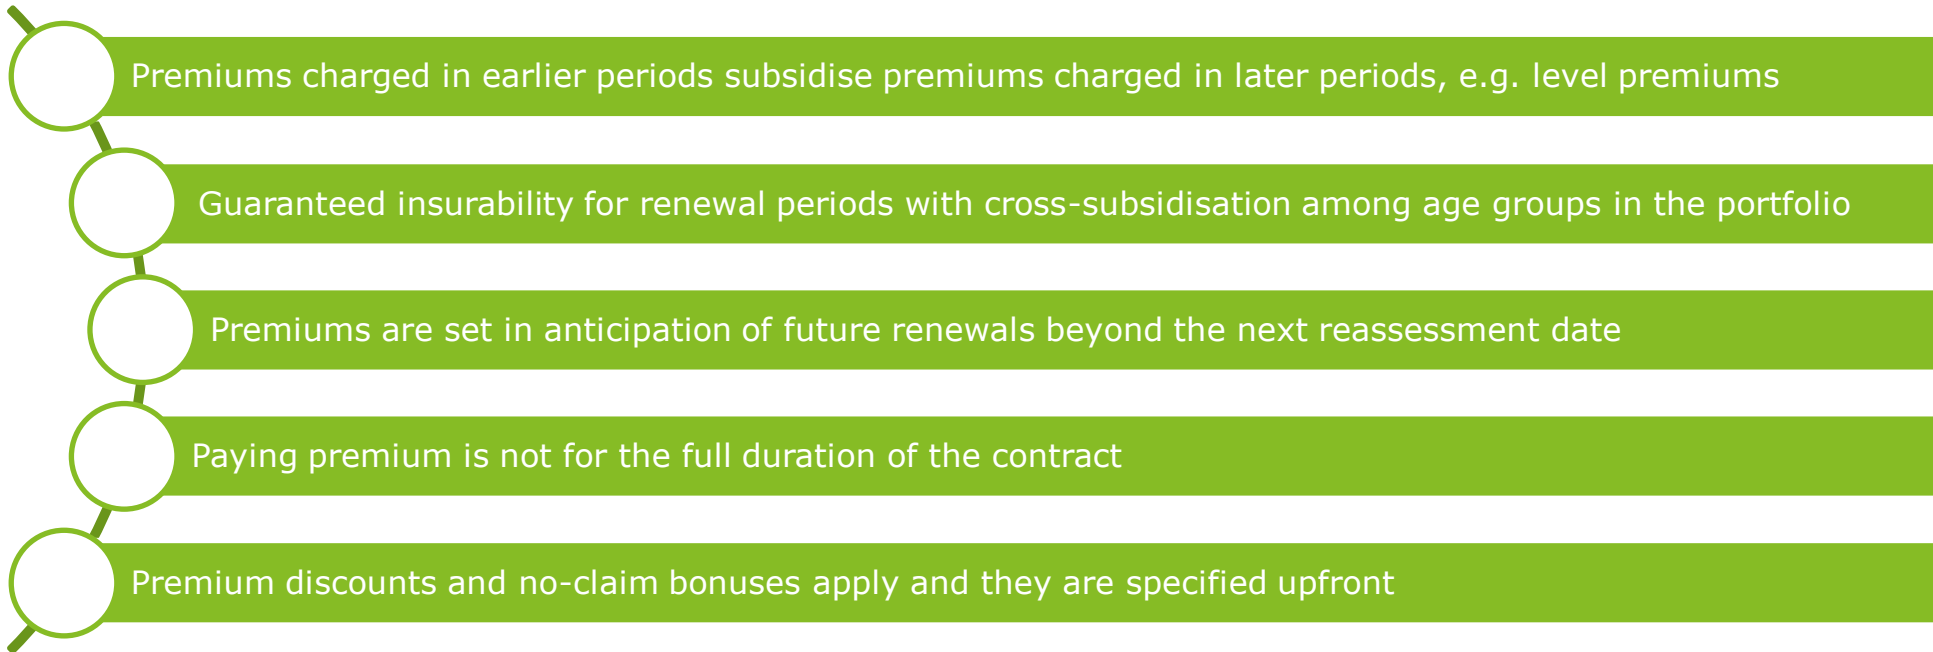 Premiums charged in earlier periods subsidise premiums charged in later periods, e.g. level premiums
Guaranteed insurability for renewal periods with cross-subsidisation among age groups in the portfolio
Premiums are set in anticipation of future renewals beyond the next reassessment date
Paying premium is not for the full duration of the contract
Premium discounts and no-claim bonuses apply and they are specified upfront